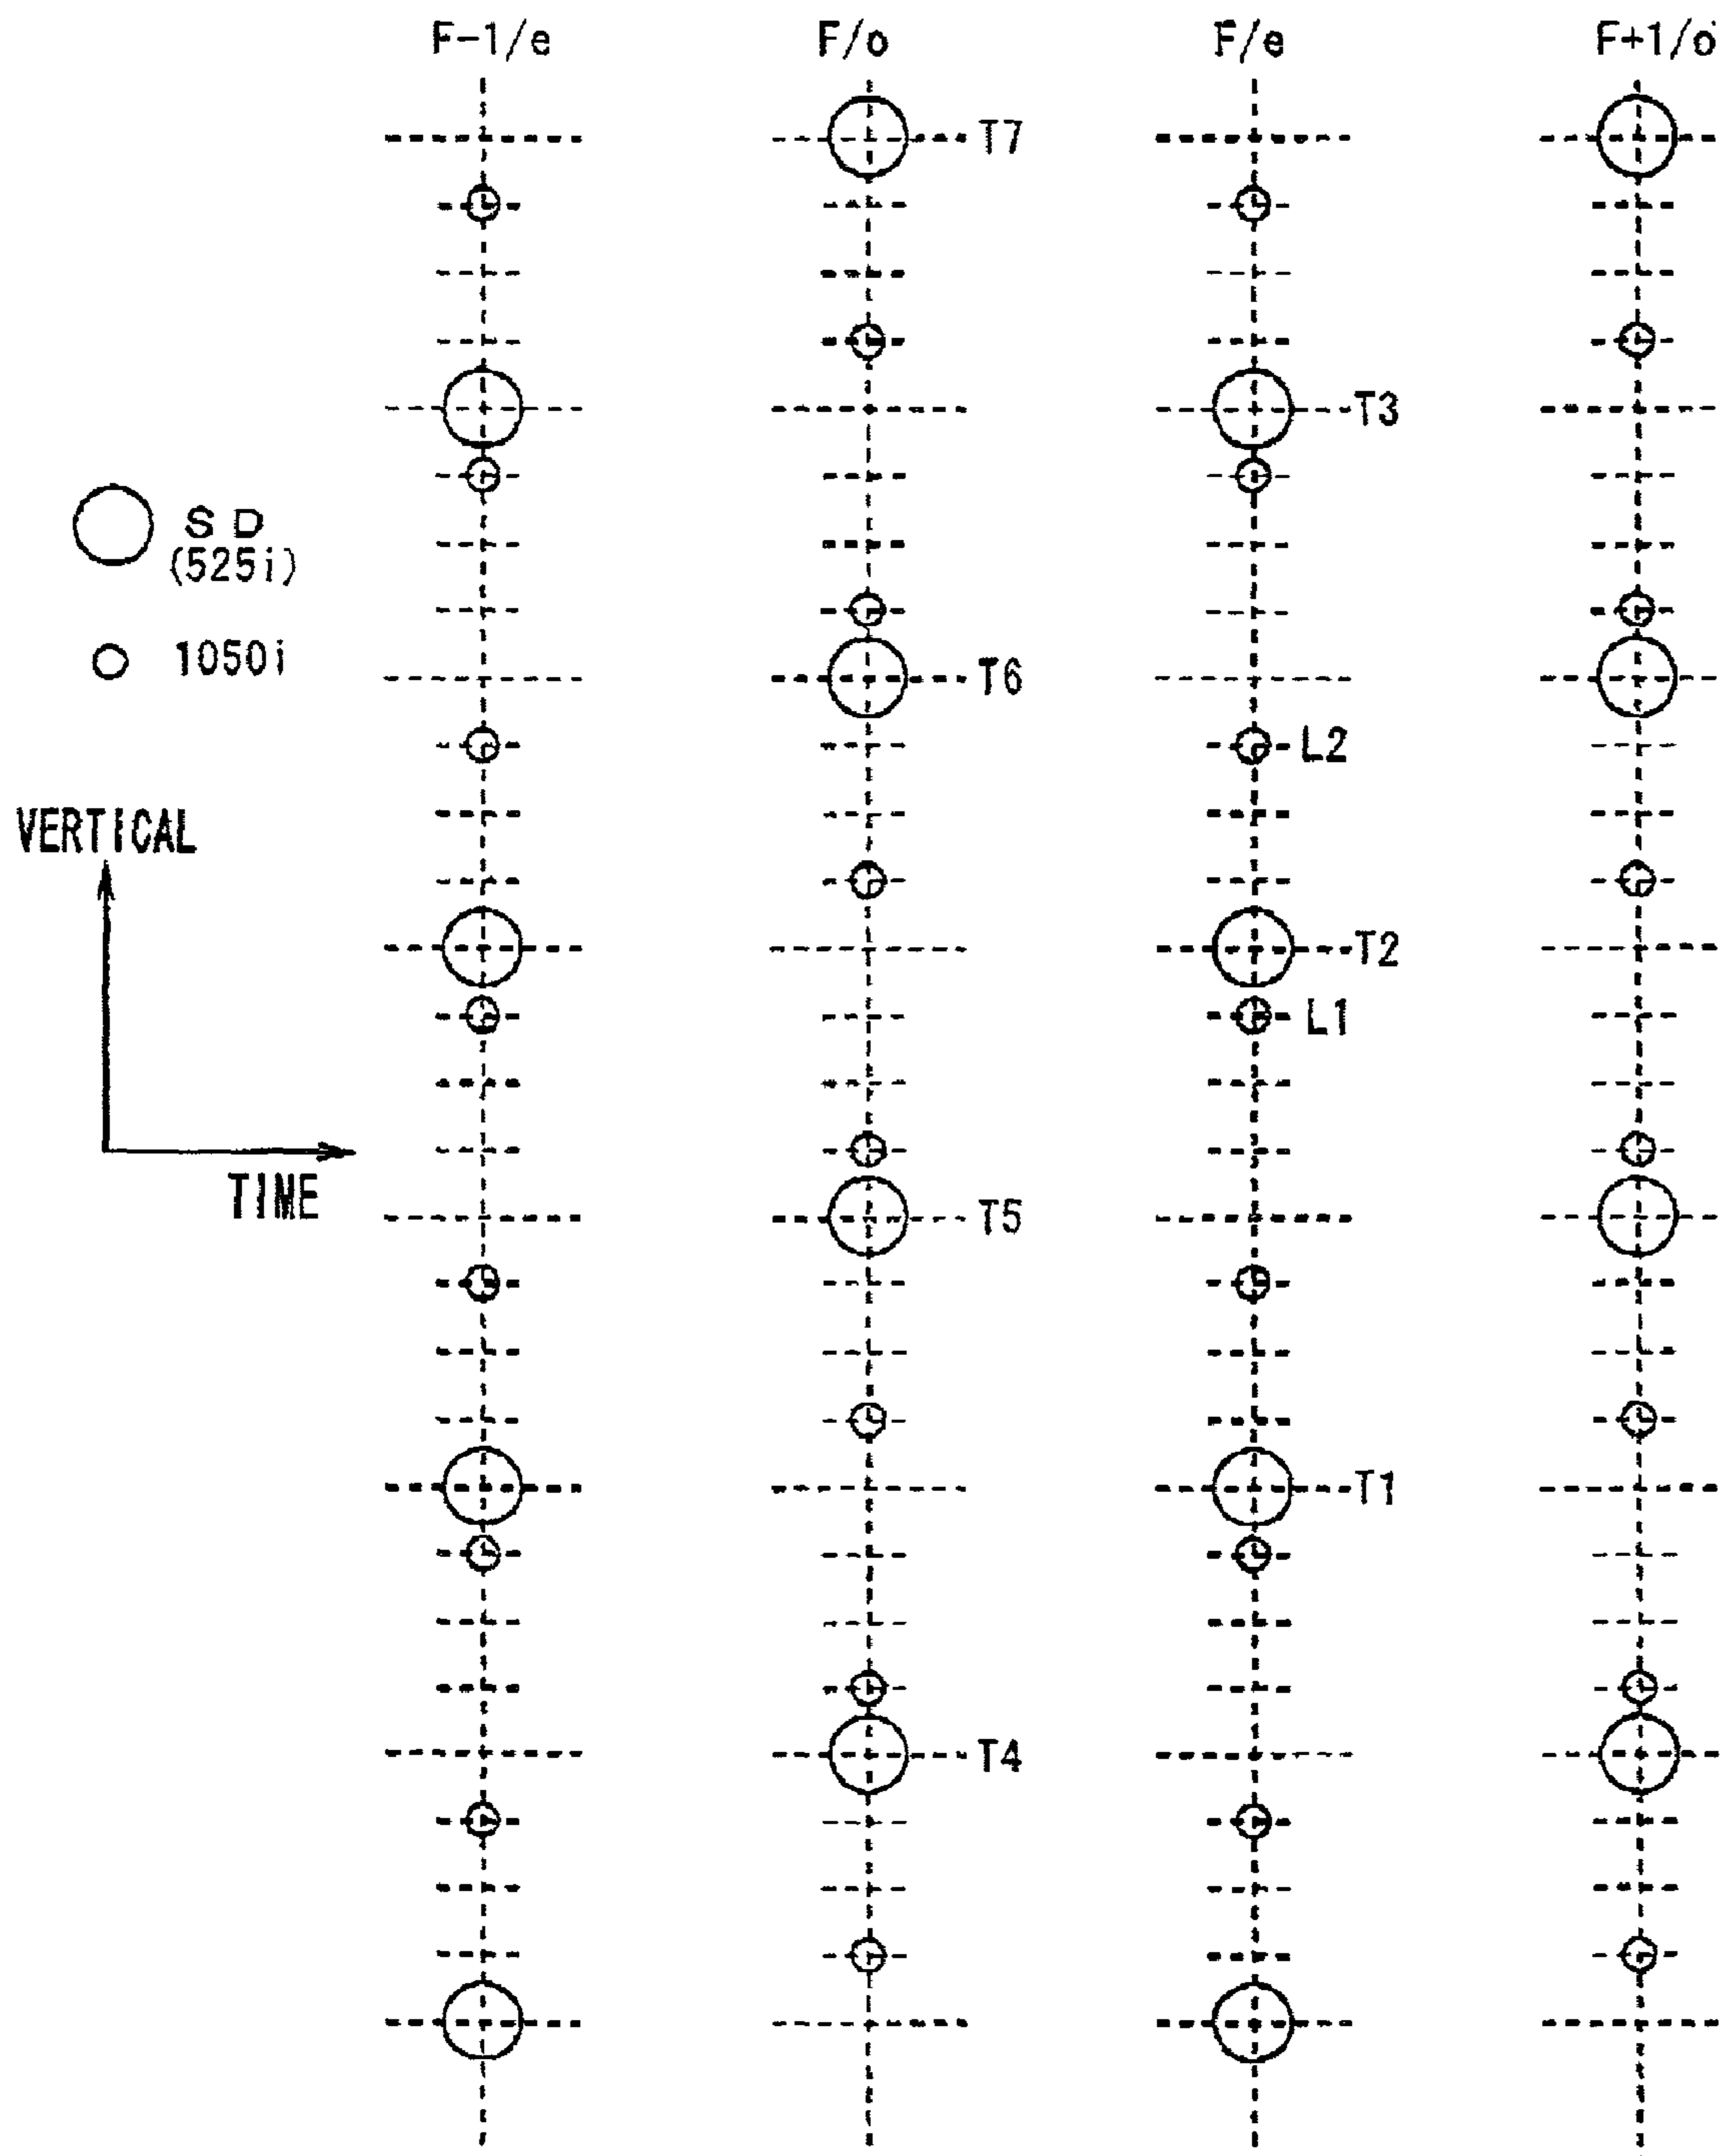 F-1/e F/o F/e F+1/o
T7
T3
SD
(525i)
1050i
T6
L2
VERTICAL
T2
L1
TIME
T5
T1
T4